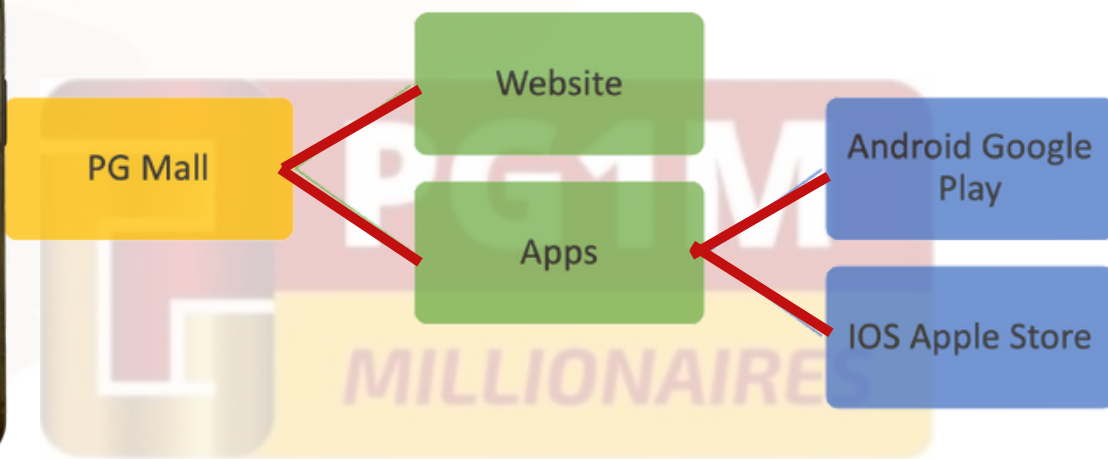 PG Mall
Website
Apps
Android Google
Play
IOS Apple Store
PG1M
MILLIONAIRES